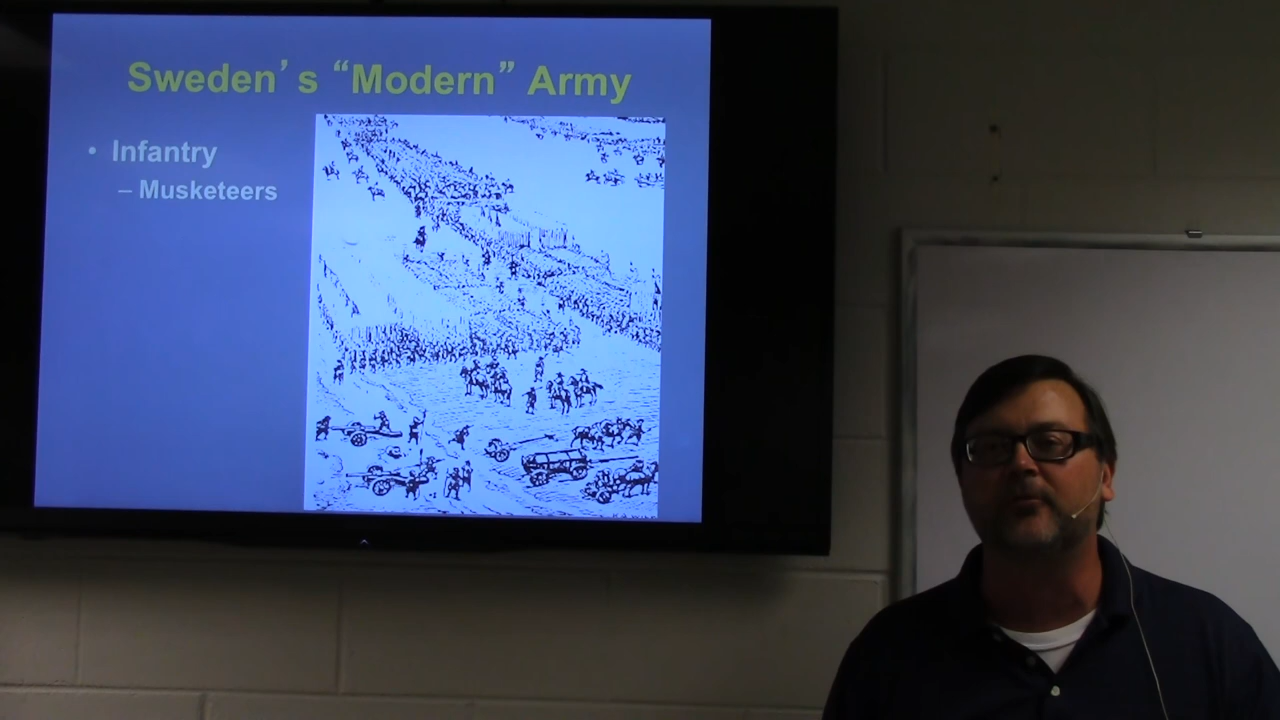 Sweden’s “Modern” Army
• Infantry
– Musketeers